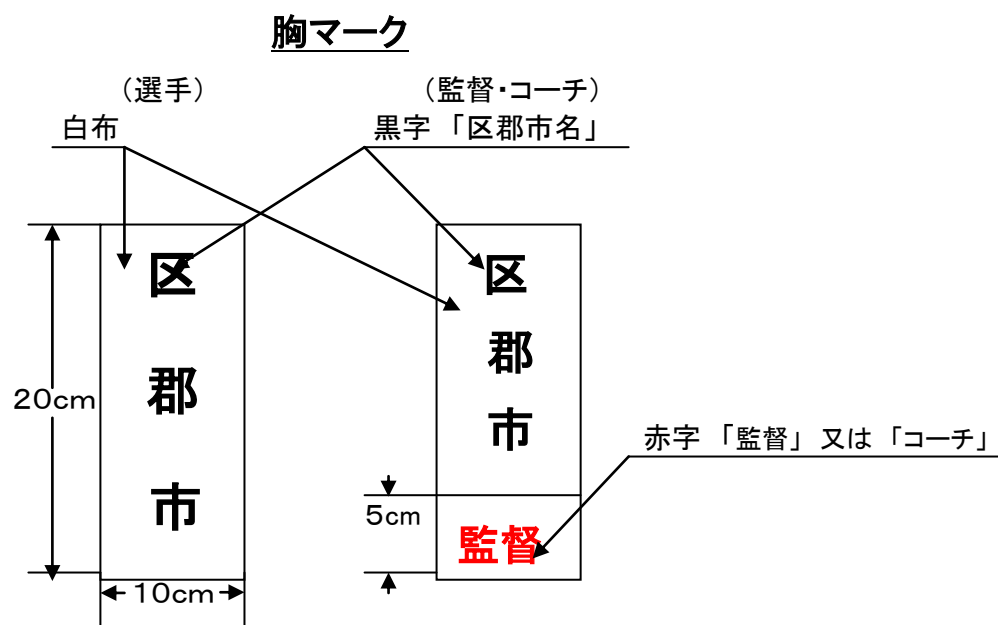 胸マーク
（選手）
（監督・コーチ）
白布
黒字 「区郡市名」
区
郡
市
区
郡
市
20cm
赤字 「監督」 又は 「コーチ」
5cm
監督
10cm